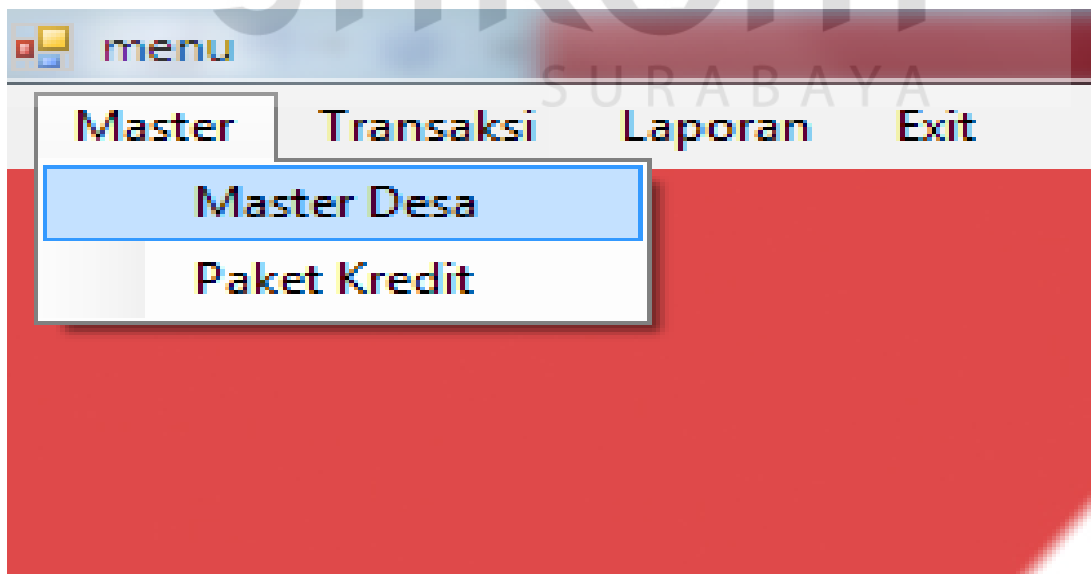 menu
SURABAYA
Master Transaksi Laporan Exit
Master Desa
Paket Kredit